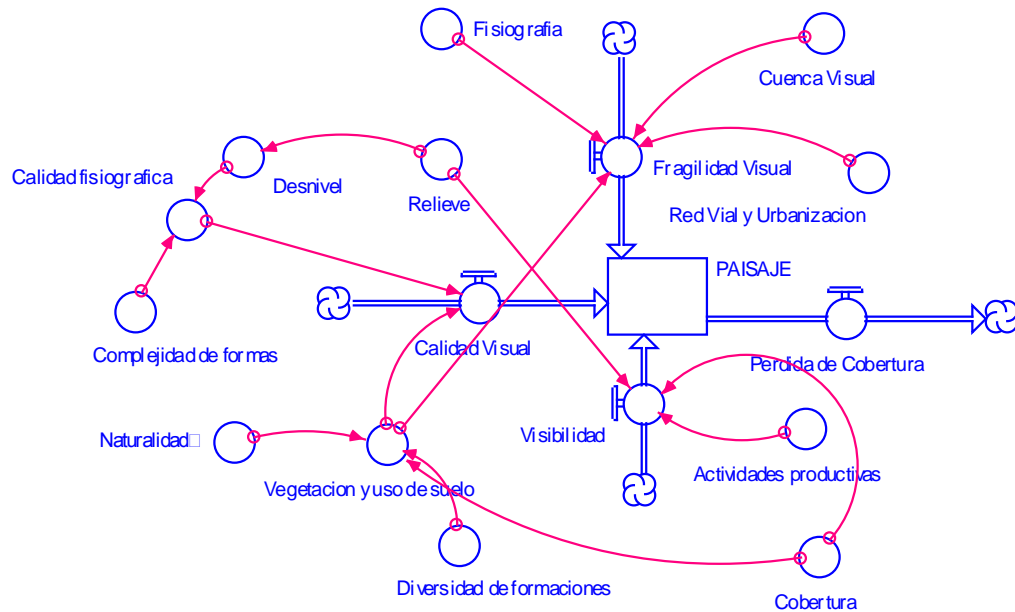 Fisiografia
Cuenca Visual
Calidad fisiografica
Desnivel
Relieve
Fragilidad Visual
Red Vial y Urbanizacion
PAISAJE
Complejidad de formas
Calidad Visual
Perdida de Cobertura
Naturalidad
Visibilidad
Vegetacion y uso de suelo
Actividades productivas
Diversidad de formaciones
Cobertura